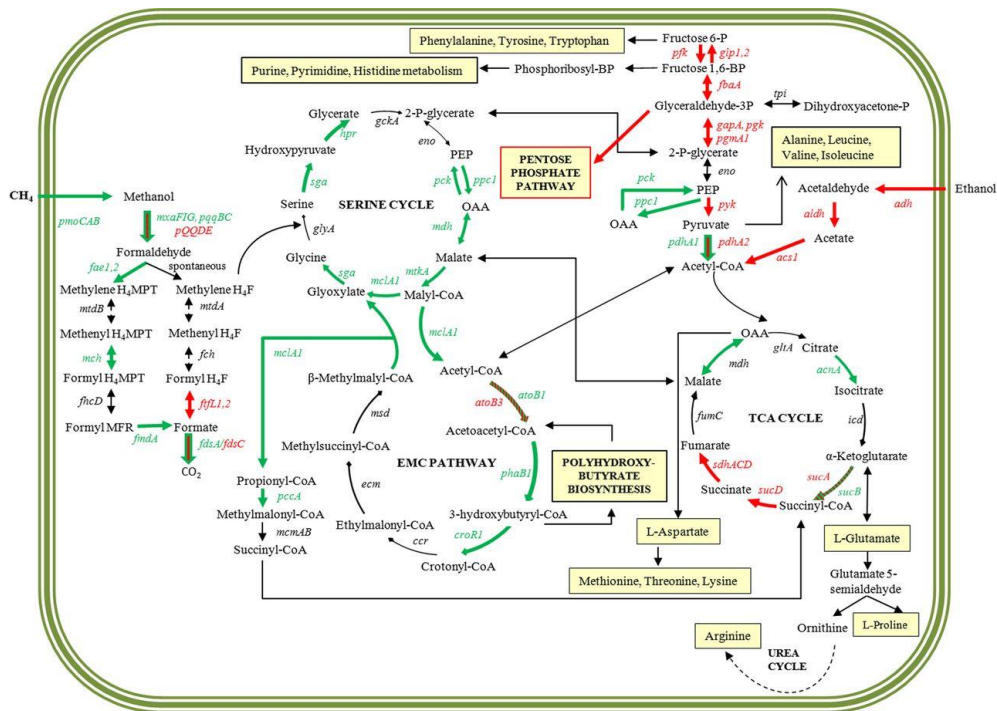 Phenylalanine, Tyrosine, Tryptophan
Fructose 6-P
pfk
gip1,2
Purine, Pyrimidine, Histidine metabolism
Phosphoribosyl-BP
Fructose 1,6-BP
fbaA
Glyceraldehyde-3P
tpi
Dihydroxyacetone-P
gapA, pgk
pgmA1
2-P-glycerate
eno
PENTOSE
PHOSPHATE
PATHWAY
Alanine, Leucine,
Valine, Isoleucine
pck
ppc1
OAA
PEP
pyk
Pyruvate
pdhA1
pdhA2
Acetyl-CoA
Acetaldehyde
Ethanol
adh
aldh
Acetate
acs1
Glycerate
gckA
2-P-glycerate
eno
hpr
Hydroxypyruvate
PEP
pck
ppc1
sga
SERINE CYCLE
OAA
Serine
mdh
glyA
Glycine
Malate
sga
mclA1
mtkA
Glyoxylate
Malyl-CoA
mclA1
CH4
Methanol
pmoCAB
mxaFIG, pqqBC
pQQDE
Formaldehyde
fae1,2
spontaneous
Methylene H4MPT
Methylene H4F
mtdB
mtdA
Methenyl H4MPT
Methenyl H4F
mch
fch
Formyl H4MPT
Formyl H4F
fhcD
ftfL1,2
Formyl MFR
fmdA
Formate
fdsA/fdsC
CO2
mclA1
β-Methylmalyl-CoA
Acetyl-CoA
atoB3
atoB1
msd
Acetoacetyl-CoA
Methylsuccinyl-CoA
EMC PATHWAY
phaB1
POLYHYDROXY-
BUTYRATE
BIOSYNTHESIS
Propionyl-CoA
pccA
ecm
Methylmalonyl-CoA
mcmAB
Ethylmalonyl-CoA
3-hydroxybutyryl-CoA
ccr
croR1
Succinyl-CoA
Crotonyl-CoA
OAA
gltA
Citrate
mdh
acnA
Malate
Isocitrate
fumC
TCA CYCLE
icd
Fumarate
α-Ketoglutarate
sdhACD
sucA
Succinate
sucD
sucB
Succinyl-CoA
L-Aspartate
L-Glutamate
Methionine, Threonine, Lysine
Glutamate 5-
semialdehyde
Arginine
Ornithine
L-Proline
UREA
CYCLE